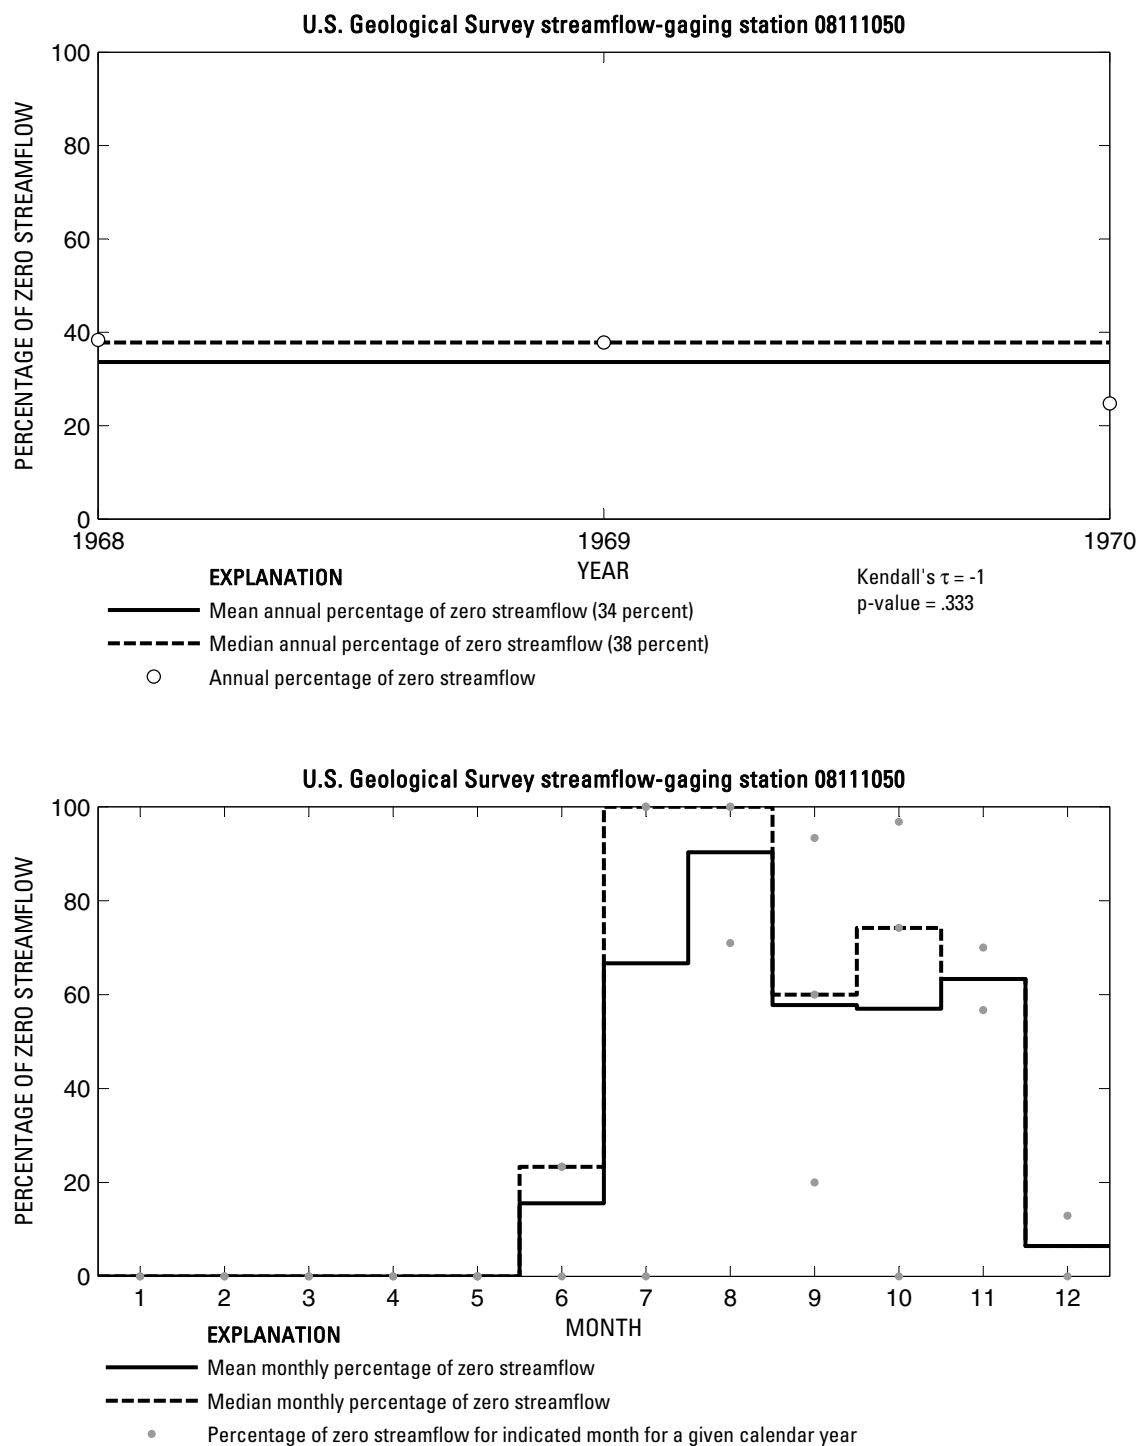 U.S. Geological Survey streamflow-gaging station 08111050
PERCENTAGE OF ZERO STREAMFLOW
100
80
60
40
20
0
1968 1969 1970
YEAR
EXPLANATION
Mean annual percentage of zero streamflow (34 percent)
Median annual percentage of zero streamflow (38 percent)
Annual percentage of zero streamflow
Kendall's τ = -1
p-value = .333
U.S. Geological Survey streamflow-gaging station 08111050
PERCENTAGE OF ZERO STREAMFLOW
100
80
60
40
20
0
1 2 3 4 5 6 7 8 9 10 11 12
MONTH
EXPLANATION
Mean monthly percentage of zero streamflow
Median monthly percentage of zero streamflow
Percentage of zero streamflow for indicated month for a given calendar year